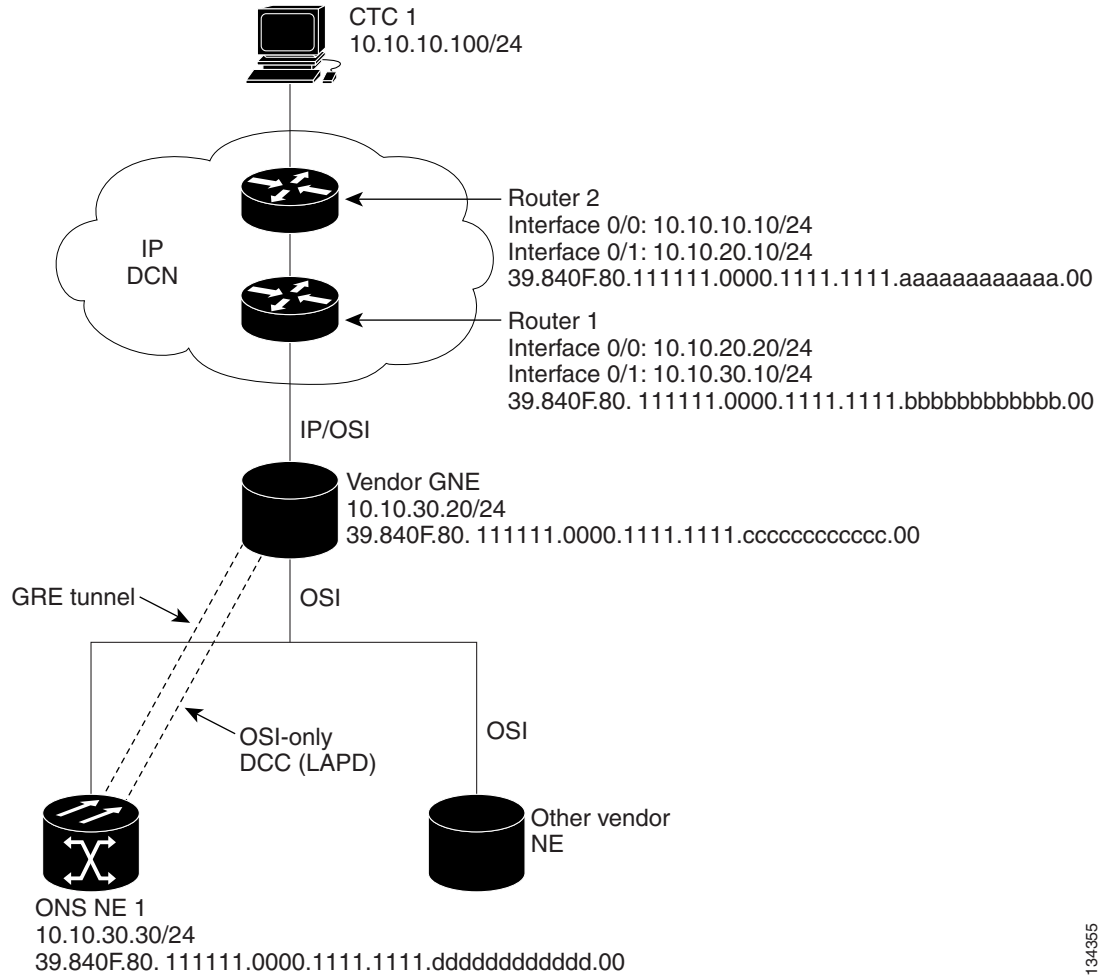 CTC 1
10.10.10.100/24
Router 2
Interface 0/0: 10.10.10.10/24
Interface 0/1: 10.10.20.10/24
39.840F.80.111111.0000.1111.1111.aaaaaaaaaaaa.00
IP
DCN
Router 1
Interface 0/0: 10.10.20.20/24
Interface 0/1: 10.10.30.10/24
39.840F.80. 111111.0000.1111.1111.bbbbbbbbbbbb.00
IP/OSI
Vendor GNE
10.10.30.20/24
39.840F.80. 111111.0000.1111.1111.cccccccccccc.00
GRE tunnel
OSI
OSI-only
DCC (LAPD)
OSI
Other vendor
NE
ONS NE 1
10.10.30.30/24
39.840F.80. 111111.0000.1111.1111.dddddddddddd.00
134355